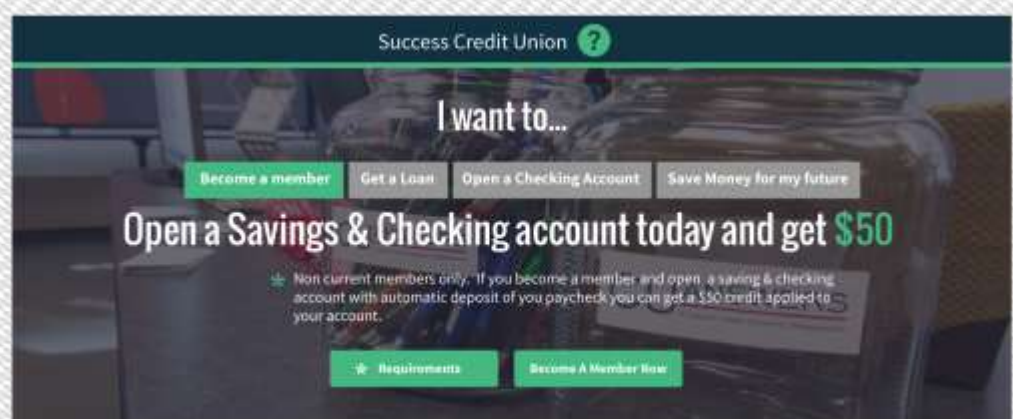 Success Credit Union ?
I want to...
Become a member Get a Loan Open a Checking Account Save Money for my future
Open a Savings & Checking account today and get $50
Non current members only. If you become a member and open a saving & checking
account with automatic deposit of you paycheck you can get a $50 credit applied to
your account.
Requirements Become A Member Now